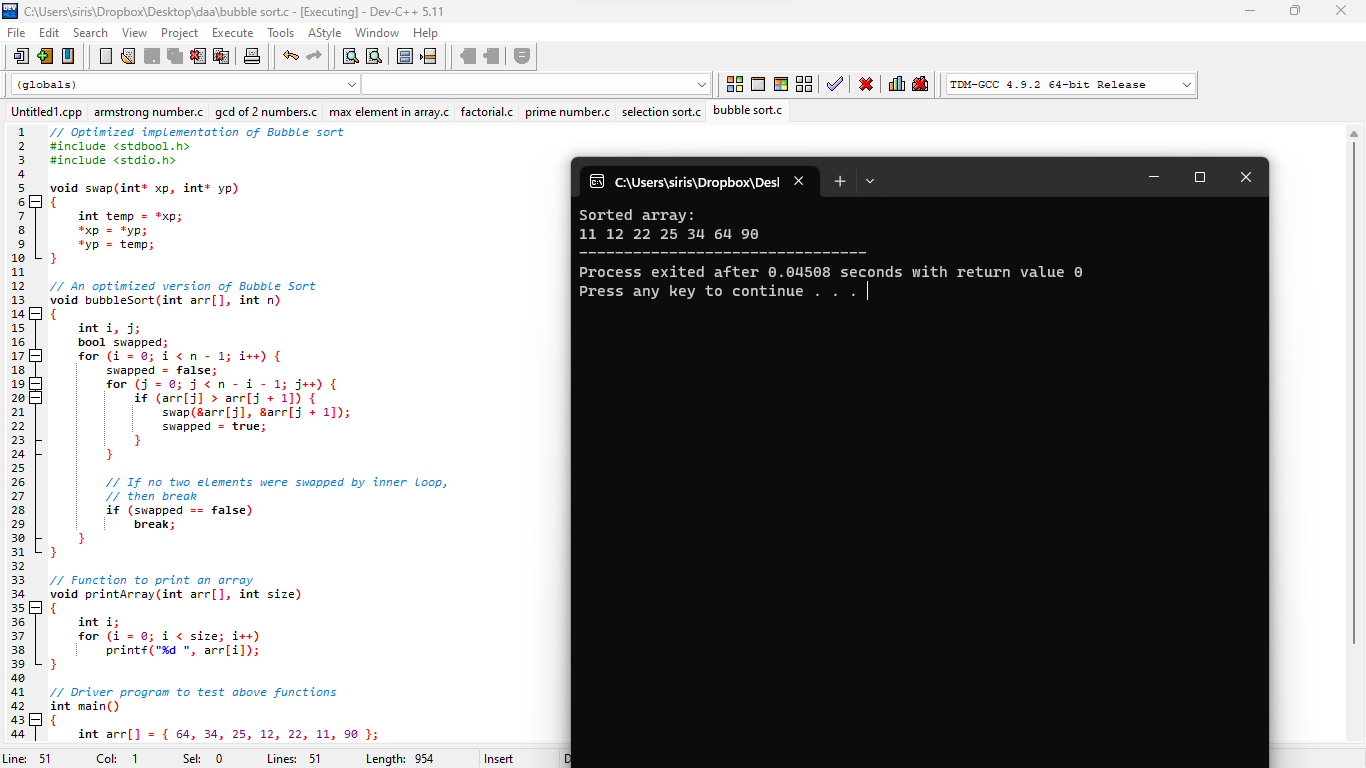 C:\Users\siris\Dropbox\Desktop\daa\bubble sort.c - [Executing] - Dev-C++ 5.11
File Edit Search View Project Execute Tools AStyle Window Help
(globals)
TDM-GCC 4.9.2 64-bit Release
Untitled1.cpp armstrong number.c gcd of 2 numbers.c max element in array.c factorial.c prime number.c selection sort.c bubble sort.c
1 // Optimized implementation of Bubble sort
2 #include <stdbool.h>
3 #include <stdio.h>
4
5 void swap(int* xp, int* yp)
6 {
7 int temp = *xp;
8 *xp = *yp;
9 *yp = temp;
10 }
11
12 // An optimized version of Bubble Sort
13 void bubbleSort(int arr[], int n)
14 {
15 int i, j;
16 bool swapped;
17 for (i = 0; i < n - 1; i++) {
18 swapped = false;
19 for (j = 0; j < n - i - 1; j++) {
20 if (arr[j] > arr[j + 1]) {
21 swap(&arr[j], &arr[j + 1]);
22 swapped = true;
23 }
24 }
25
26 // If no two elements were swapped by inner loop,
27 // then break
28 if (swapped == false)
29 break;
30 }
31 }
32
33 // Function to print an array
34 void printArray(int arr[], int size)
35 {
36 int i;
37 for (i = 0; i < size; i++)
38 printf("%d ", arr[i]);
39 }
40
41 // Driver program to test above functions
42 int main()
43 {
44 int arr[] = { 64, 34, 25, 12, 22, 11, 90 };
C:\Users\siris\Dropbox\Desl
Sorted array:
11 12 22 25 34 64 90
--------------------------------
Process exited after 0.04508 seconds with return value 0
Press any key to continue . . .
Line: 51 Col: 1 Sel: 0 Lines: 51 Length: 954 Insert